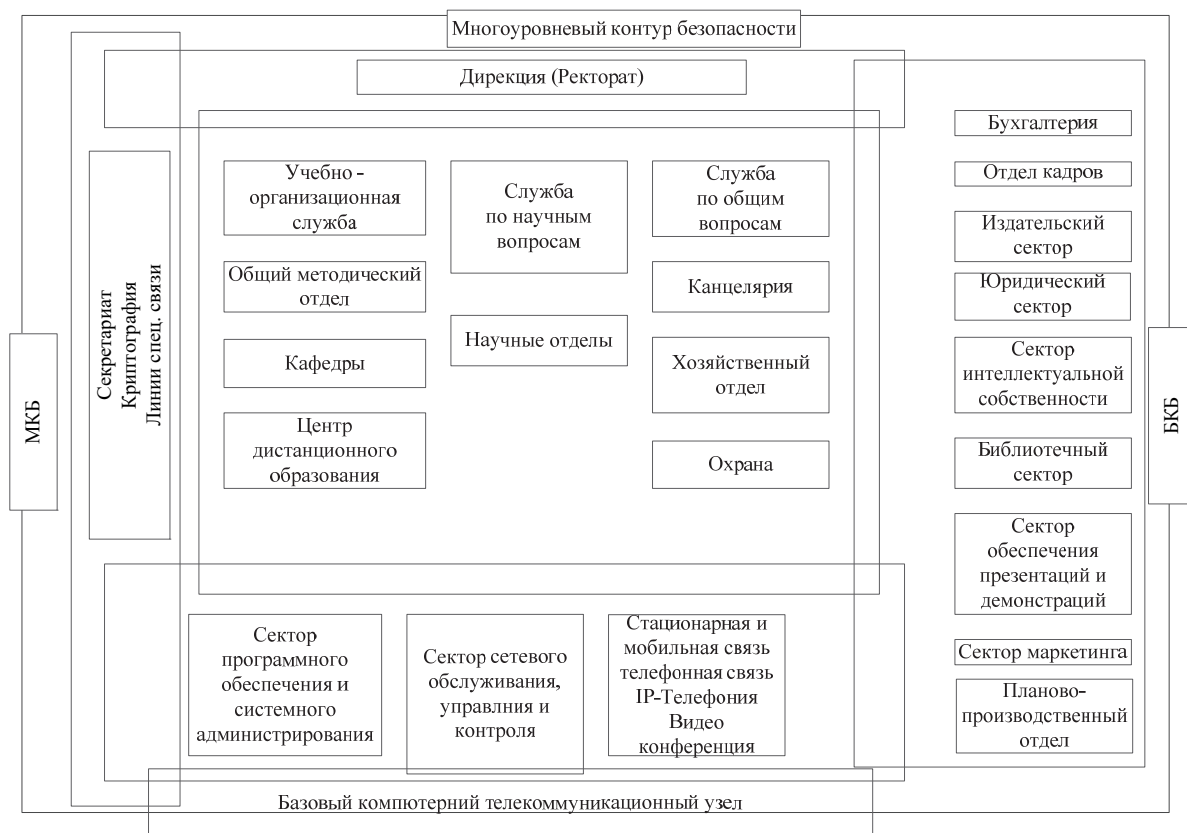 Многоуровневый контур безопасности
Дирекция (Ректорат)
МКБ
Секретариат
Криптография
Линии спец. связи
Учебно -
организационная
служба
Общий методический
отдел
Кафедры
Центр
дистанционного
образования
Служба
по научным
вопросам
Научные отделы
Служба
по общим
вопросам
Канцелярия
Хозяйственный
отдел
Охрана
Бухгалтерия
Отдел кадров
Издательский
сектор
Юридический
сектор
Сектор
интеллектуальной
собственности
Библиотечный
сектор
Сектор
обеспечения
презентаций и
демонстраций
Сектор маркетинга
Планово-
производственный
отдел
БКБ
Сектор
программного
обеспечения и
системного
администрирования
Сектор сетевого
обслуживания,
управлния и
контроля
Стационарная и
мобильная связь
телефонная связь
IP-Телефония
Видео
конференция
Базовый компютерний телекоммуникационный узел